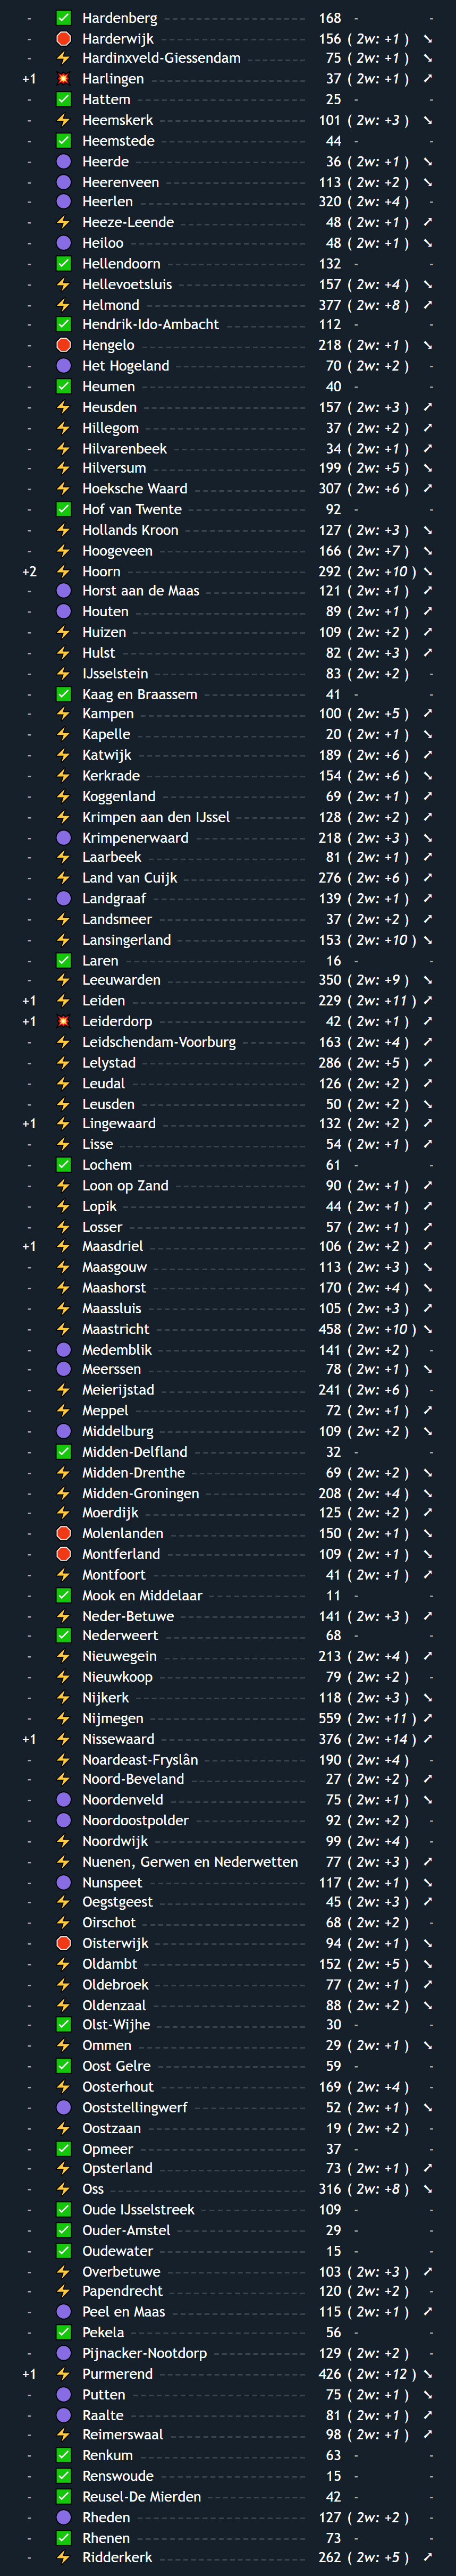 - ✅ Hardenberg 168 - -
- 🛑 Harderwijk 156 ( 2w: +1 ) ↘
- ⚡ Hardinxveld-Giessendam 75 ( 2w: +1 ) ↘
+1 💥 Harlingen 37 ( 2w: +1 ) ↗
- ✅ Hattem 25 - -
- ⚡ Heemskerk 101 ( 2w: +3 ) ↘
- ✅ Heemstede 44 - -
- 🟣 Heerde 36 ( 2w: +1 ) ↘
- 🟣 Heerenveen 113 ( 2w: +2 ) ↘
- 🟣 Heerlen 320 ( 2w: +4 ) -
- ⚡ Heeze-Leende 48 ( 2w: +1 ) ↗
- 🟣 Heiloo 48 ( 2w: +1 ) ↘
- ✅ Hellendoorn 132 - -
- ⚡ Hellevoetsluis 157 ( 2w: +4 ) ↘
- ⚡ Helmond 377 ( 2w: +8 ) ↗
- ✅ Hendrik-Ido-Ambacht 112 - -
- 🛑 Hengelo 218 ( 2w: +1 ) ↘
- 🟣 Het Hogeland 70 ( 2w: +2 ) -
- ✅ Heumen 40 - -
- ⚡ Heusden 157 ( 2w: +3 ) ↗
- ⚡ Hillegom 37 ( 2w: +2 ) ↗
- ⚡ Hilvarenbeek 34 ( 2w: +1 ) ↗
- ⚡ Hilversum 199 ( 2w: +5 ) ↘
- ⚡ Hoeksche Waard 307 ( 2w: +6 ) ↗
- ✅ Hof van Twente 92 - -
- ⚡ Hollands Kroon 127 ( 2w: +3 ) ↘
- ⚡ Hoogeveen 166 ( 2w: +7 ) ↘
+2 ⚡ Hoorn 292 ( 2w: +10 ) ↘
- 🟣 Horst aan de Maas 121 ( 2w: +1 ) ↗
- 🟣 Houten 89 ( 2w: +1 ) ↗
- ⚡ Huizen 109 ( 2w: +2 ) ↗
- ⚡ Hulst 82 ( 2w: +3 ) ↗
- ⚡ IJsselstein 83 ( 2w: +2 ) -
- ✅ Kaag en Braassem 41 - -
- ⚡ Kampen 100 ( 2w: +5 ) ↗
- ⚡ Kapelle 20 ( 2w: +1 ) ↘
- ⚡ Katwijk 189 ( 2w: +6 ) ↗
- ⚡ Kerkrade 154 ( 2w: +6 ) ↘
- ⚡ Koggenland 69 ( 2w: +1 ) ↗
- ⚡ Krimpen aan den IJssel 128 ( 2w: +2 ) ↗
- 🟣 Krimpenerwaard 218 ( 2w: +3 ) ↘
- ⚡ Laarbeek 81 ( 2w: +1 ) ↗
- ⚡ Land van Cuijk 276 ( 2w: +6 ) ↗
- 🟣 Landgraaf 139 ( 2w: +1 ) ↗
- ⚡ Landsmeer 37 ( 2w: +2 ) ↗
- ⚡ Lansingerland 153 ( 2w: +10 ) ↘
- ✅ Laren 16 - -
- ⚡ Leeuwarden 350 ( 2w: +9 ) ↘
+1 ⚡ Leiden 229 ( 2w: +11 ) ↗
+1 💥 Leiderdorp 42 ( 2w: +1 ) ↗
- ⚡ Leidschendam-Voorburg 163 ( 2w: +4 ) ↗
- ⚡ Lelystad 286 ( 2w: +5 ) ↗
- ⚡ Leudal 126 ( 2w: +2 ) ↗
- ⚡ Leusden 50 ( 2w: +2 ) ↘
+1 ⚡ Lingewaard 132 ( 2w: +2 ) ↗
- ⚡ Lisse 54 ( 2w: +1 ) ↗
- ✅ Lochem 61 - -
- ⚡ Loon op Zand 90 ( 2w: +1 ) ↗
- ⚡ Lopik 44 ( 2w: +1 ) ↗
- ⚡ Losser 57 ( 2w: +1 ) ↗
+1 ⚡ Maasdriel 106 ( 2w: +2 ) ↗
- ⚡ Maasgouw 113 ( 2w: +3 ) ↘
- ⚡ Maashorst 170 ( 2w: +4 ) ↘
- ⚡ Maassluis 105 ( 2w: +3 ) ↗
- ⚡ Maastricht 458 ( 2w: +10 ) ↘
- 🟣 Medemblik 141 ( 2w: +2 ) -
- 🟣 Meerssen 78 ( 2w: +1 ) ↘
- ⚡ Meierijstad 241 ( 2w: +6 ) -
- ⚡ Meppel 72 ( 2w: +1 ) ↗
- 🟣 Middelburg 109 ( 2w: +2 ) ↘
- ✅ Midden-Delfland 32 - -
- ⚡ Midden-Drenthe 69 ( 2w: +2 ) ↘
- ⚡ Midden-Groningen 208 ( 2w: +4 ) ↘
- ⚡ Moerdijk 125 ( 2w: +2 ) ↗
- 🛑 Molenlanden 150 ( 2w: +1 ) ↘
- 🛑 Montferland 109 ( 2w: +1 ) ↘
- ⚡ Montfoort 41 ( 2w: +1 ) ↗
- ✅ Mook en Middelaar 11 - -
- ⚡ Neder-Betuwe 141 ( 2w: +3 ) ↗
- ✅ Nederweert 68 - -
- ⚡ Nieuwegein 213 ( 2w: +4 ) ↗
- ⚡ Nieuwkoop 79 ( 2w: +2 ) -
- ⚡ Nijkerk 118 ( 2w: +3 ) ↘
- ⚡ Nijmegen 559 ( 2w: +11 ) ↗
+1 ⚡ Nissewaard 376 ( 2w: +14 ) ↗
- ⚡ Noardeast-Fryslân 190 ( 2w: +4 ) -
- ⚡ Noord-Beveland 27 ( 2w: +2 ) ↗
- 🟣 Noordenveld 75 ( 2w: +1 ) ↘
- 🟣 Noordoostpolder 92 ( 2w: +2 ) -
- ⚡ Noordwijk 99 ( 2w: +4 ) -
- ⚡ Nuenen, Gerwen en Nederwetten 77 ( 2w: +3 ) ↗
- 🟣 Nunspeet 117 ( 2w: +1 ) ↘
- ⚡ Oegstgeest 45 ( 2w: +3 ) ↗
- ⚡ Oirschot 68 ( 2w: +2 ) -
- 🛑 Oisterwijk 94 ( 2w: +1 ) ↘
- ⚡ Oldambt 152 ( 2w: +5 ) ↘
- ⚡ Oldebroek 77 ( 2w: +1 ) ↗
- ⚡ Oldenzaal 88 ( 2w: +2 ) ↘
- ✅ Olst-Wijhe 30 - -
- ⚡ Ommen 29 ( 2w: +1 ) ↘
- ✅ Oost Gelre 59 - -
- ⚡ Oosterhout 169 ( 2w: +4 ) -
- 🟣 Ooststellingwerf 52 ( 2w: +1 ) ↘
- ⚡ Oostzaan 19 ( 2w: +2 ) -
- ✅ Opmeer 37 - -
- ⚡ Opsterland 73 ( 2w: +1 ) ↗
- ⚡ Oss 316 ( 2w: +8 ) ↘
- ✅ Oude IJsselstreek 109 - -
- ✅ Ouder-Amstel 29 - -
- ✅ Oudewater 15 - -
- ⚡ Overbetuwe 103 ( 2w: +3 ) ↗
- ⚡ Papendrecht 120 ( 2w: +2 ) -
- 🟣 Peel en Maas 115 ( 2w: +1 ) ↗
- ✅ Pekela 56 - -
- 🟣 Pijnacker-Nootdorp 129 ( 2w: +2 ) -
+1 ⚡ Purmerend 426 ( 2w: +12 ) ↘
- 🟣 Putten 75 ( 2w: +1 ) ↘
- 🟣 Raalte 81 ( 2w: +1 ) ↗
- ⚡ Reimerswaal 98 ( 2w: +1 ) ↗
- ✅ Renkum 63 - -
- ✅ Renswoude 15 - -
- ✅ Reusel-De Mierden 42 - -
- 🟣 Rheden 127 ( 2w: +2 ) -
- ✅ Rhenen 73 - -
- ⚡ Ridderkerk 262 ( 2w: +5 ) ↗